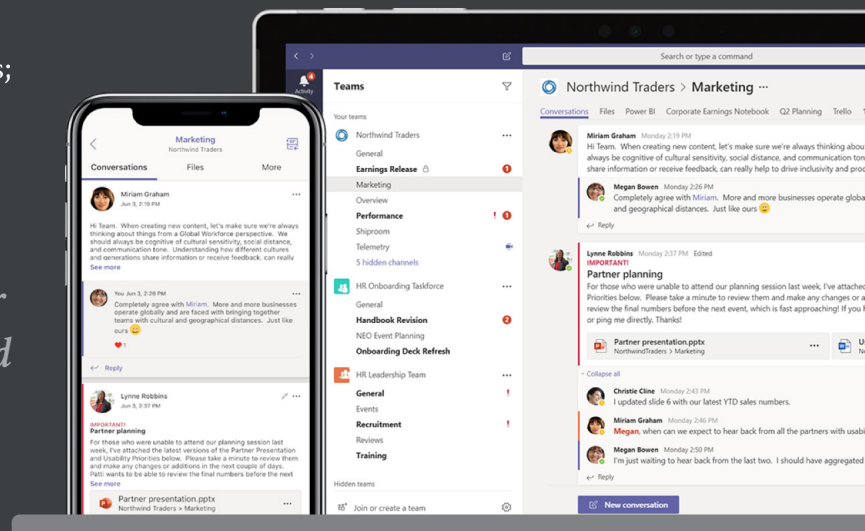 s;
r
d
Marketing
Northwind Traders
Conversations Files More
Miriam Graham
Jun 3, 2:19 PM
Hi Team. When creating new content, let's make sure we're always
thinking about things from a Global Workforce perspective. We
should always be cognitive of cultural sensitivity, social distance,
and communication tone. Understanding how different cultures
and generations share information or receive feedback, can really
See more
You Jun 3, 2:26 PM
Completely agree with Miriam. More and more businesses
operate globally and are faced with bringing together
teams with cultural and geographical distances. Just like
ours
1
Reply
Lynne Robbins
Jun 3, 2:37 PM
IMPORTANT!
Partner planning
For those who were unable to attend our planning session last
week, I've attached the latest versions of the Partner Presentation
and Usability Priorities below. Please take a minute to review them
and make any changes or additions in the next couple of days.
Patti wants to be able to review the final numbers before the next
See more
Partner presentation.pptx
Northwind Traders > Marketing
Search or type a command
4
Activity
Teams
Your teams
Northwind Traders
General
Earnings Release 1
Marketing
Overview
Performance ! 1
Shiproom
Telemetry
5 hidden channels
HR Onboarding Taskforce
General
Handbook Revision 2
NEO Event Planning
Onboarding Deck Refresh
HR Leadership Team
General !
Events
Recruitment !
Reviews
Training
Hidden teams
Join or create a team
Northwind Traders > Marketing
Conversations Files Power BI Corporate Earnings Notebook Q2 Planning Trello
Miriam Graham Monday 2:19 PM
Hi Team. When creating new content, let's make sure we're always thinking abou
always be cognitive of cultural sensitivity, social distance, and communication ton
share information or receive feedback, can really help to drive inclusivity and prod
Megan Bowen Monday 2:26 PM
Completely agree with Miriam. More and more businesses operate globa
and geographical distances. Just like ours
Reply
Lynne Robbins Monday 2:37 PM Edited
IMPORTANT!
Partner planning
For those who were unable to attend our planning session last week, I've attached
Priorities below. Please take a minute to review them and make any changes or a
review the final numbers before the next event, which is fast approaching! If you h
or ping me directly. Thanks!
Partner presentation.pptx
NorthwindTraders > Marketing
Collapse all
Christie Cline Monday 2:43 PM
I updated slide 6 with our latest YTD sales numbers.
Miriam Graham Monday 2:46 PM
Megan, when can we expect to hear back from all the partners with usabi
Megan Bowen Monday 2:50 PM
I'm just waiting to hear back from the last two. I should have aggregated
Reply
New conversation